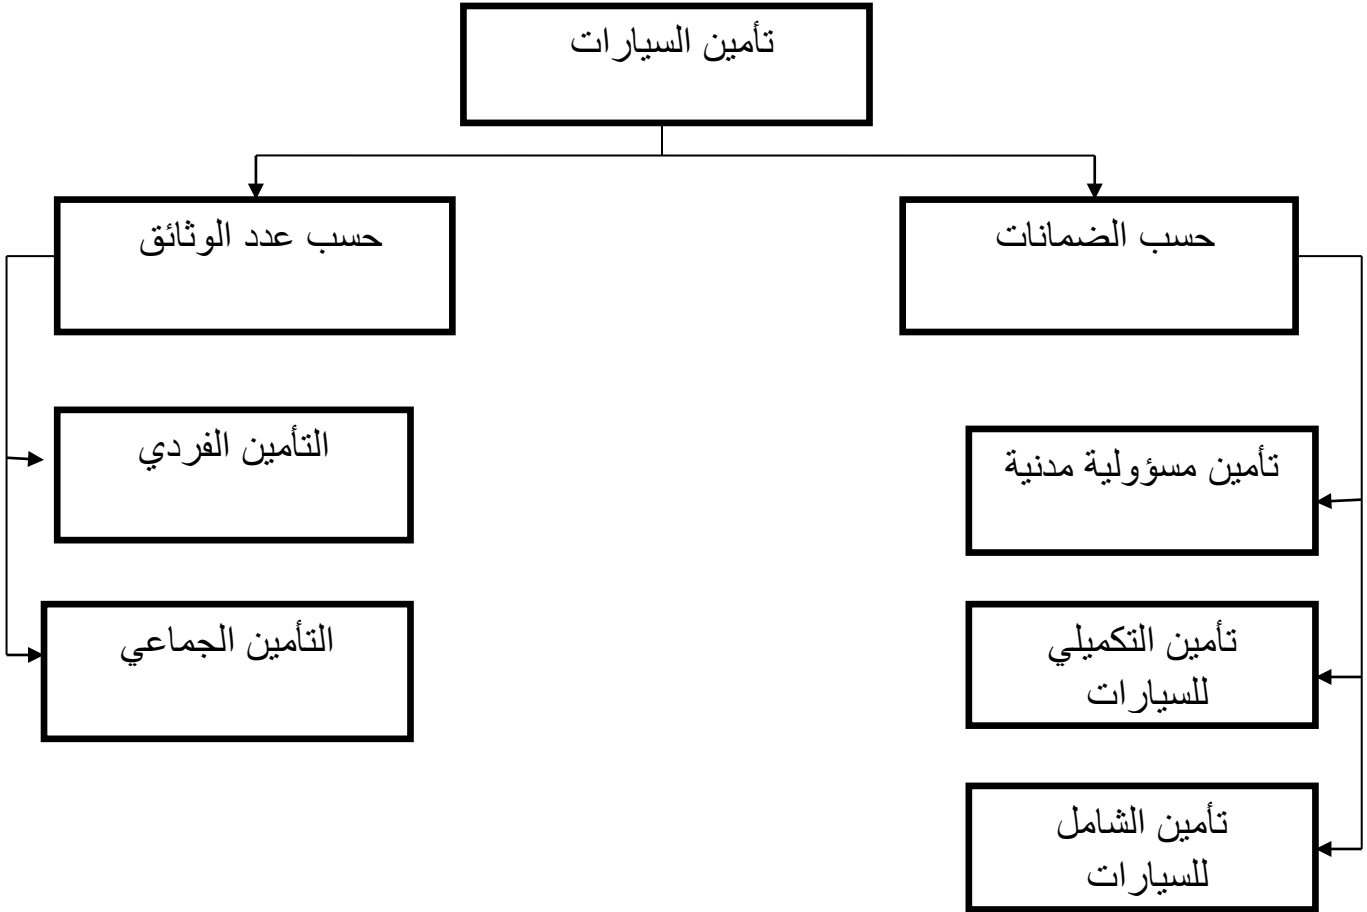 تأمين السيارات
حسب الضمانات
حسب عدد الوثائق
تأمين مسؤولية مدنية
تأمين التكميلي
للسيارات
تأمين الشامل
للسيارات
التأمين الفردي
التأمين الجماعي